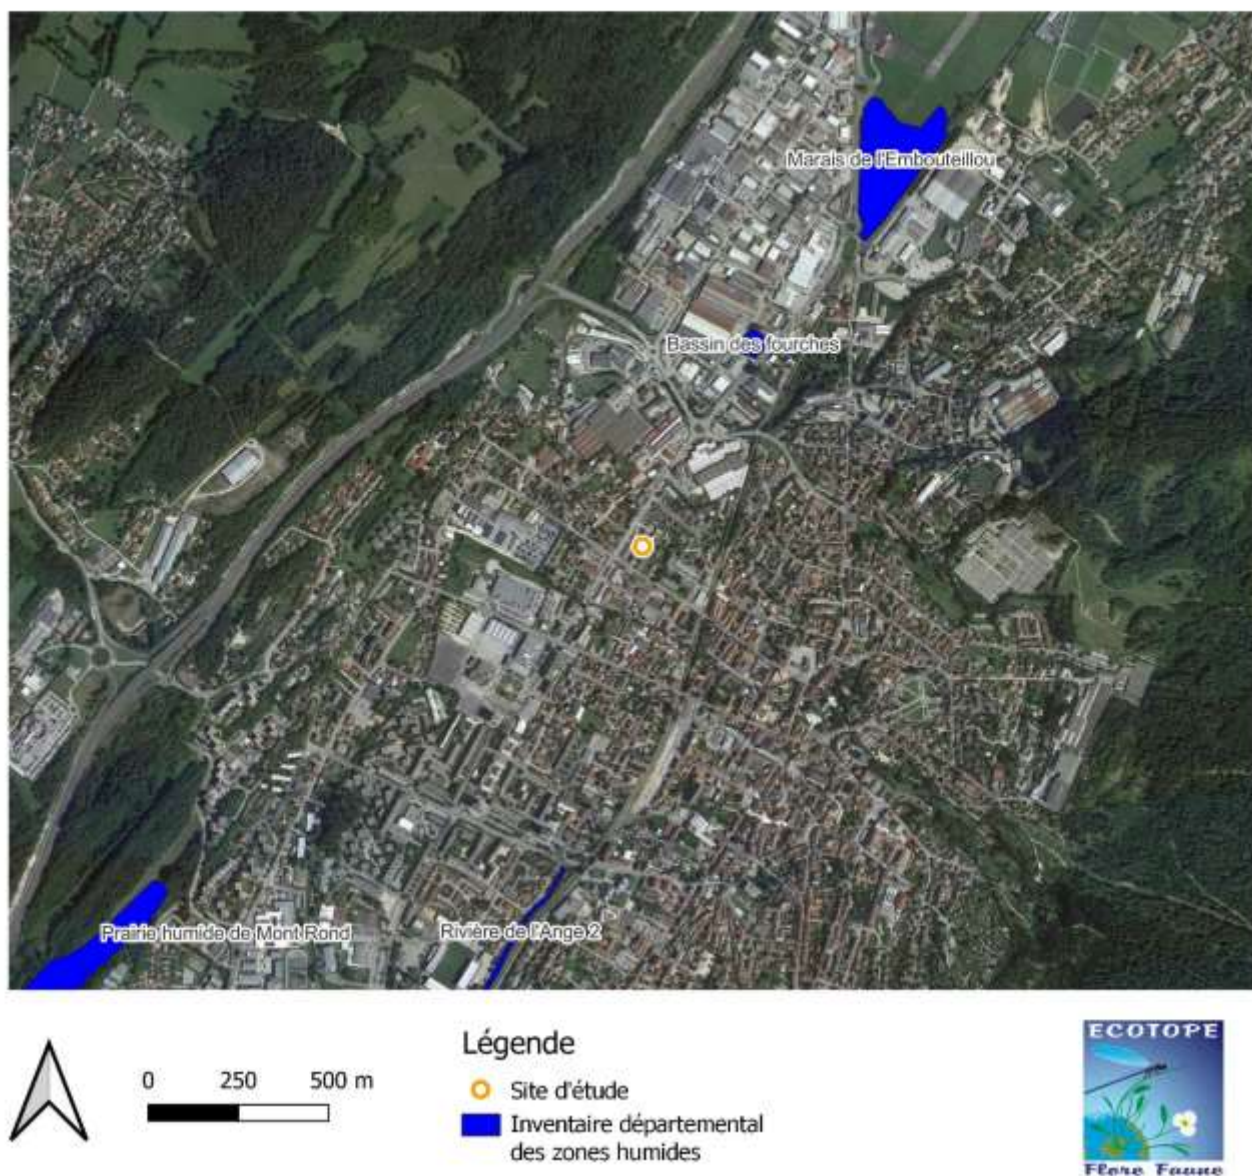 Marais de l'Embouteillou
Bassin des fourches
Prairie humide de Mont Rond
Rivière de l'Ange 2
Légende
0 250 500 m
Site d'étude
Inventaire départemental
des zones humides
ECOTOPE
Flore Faune